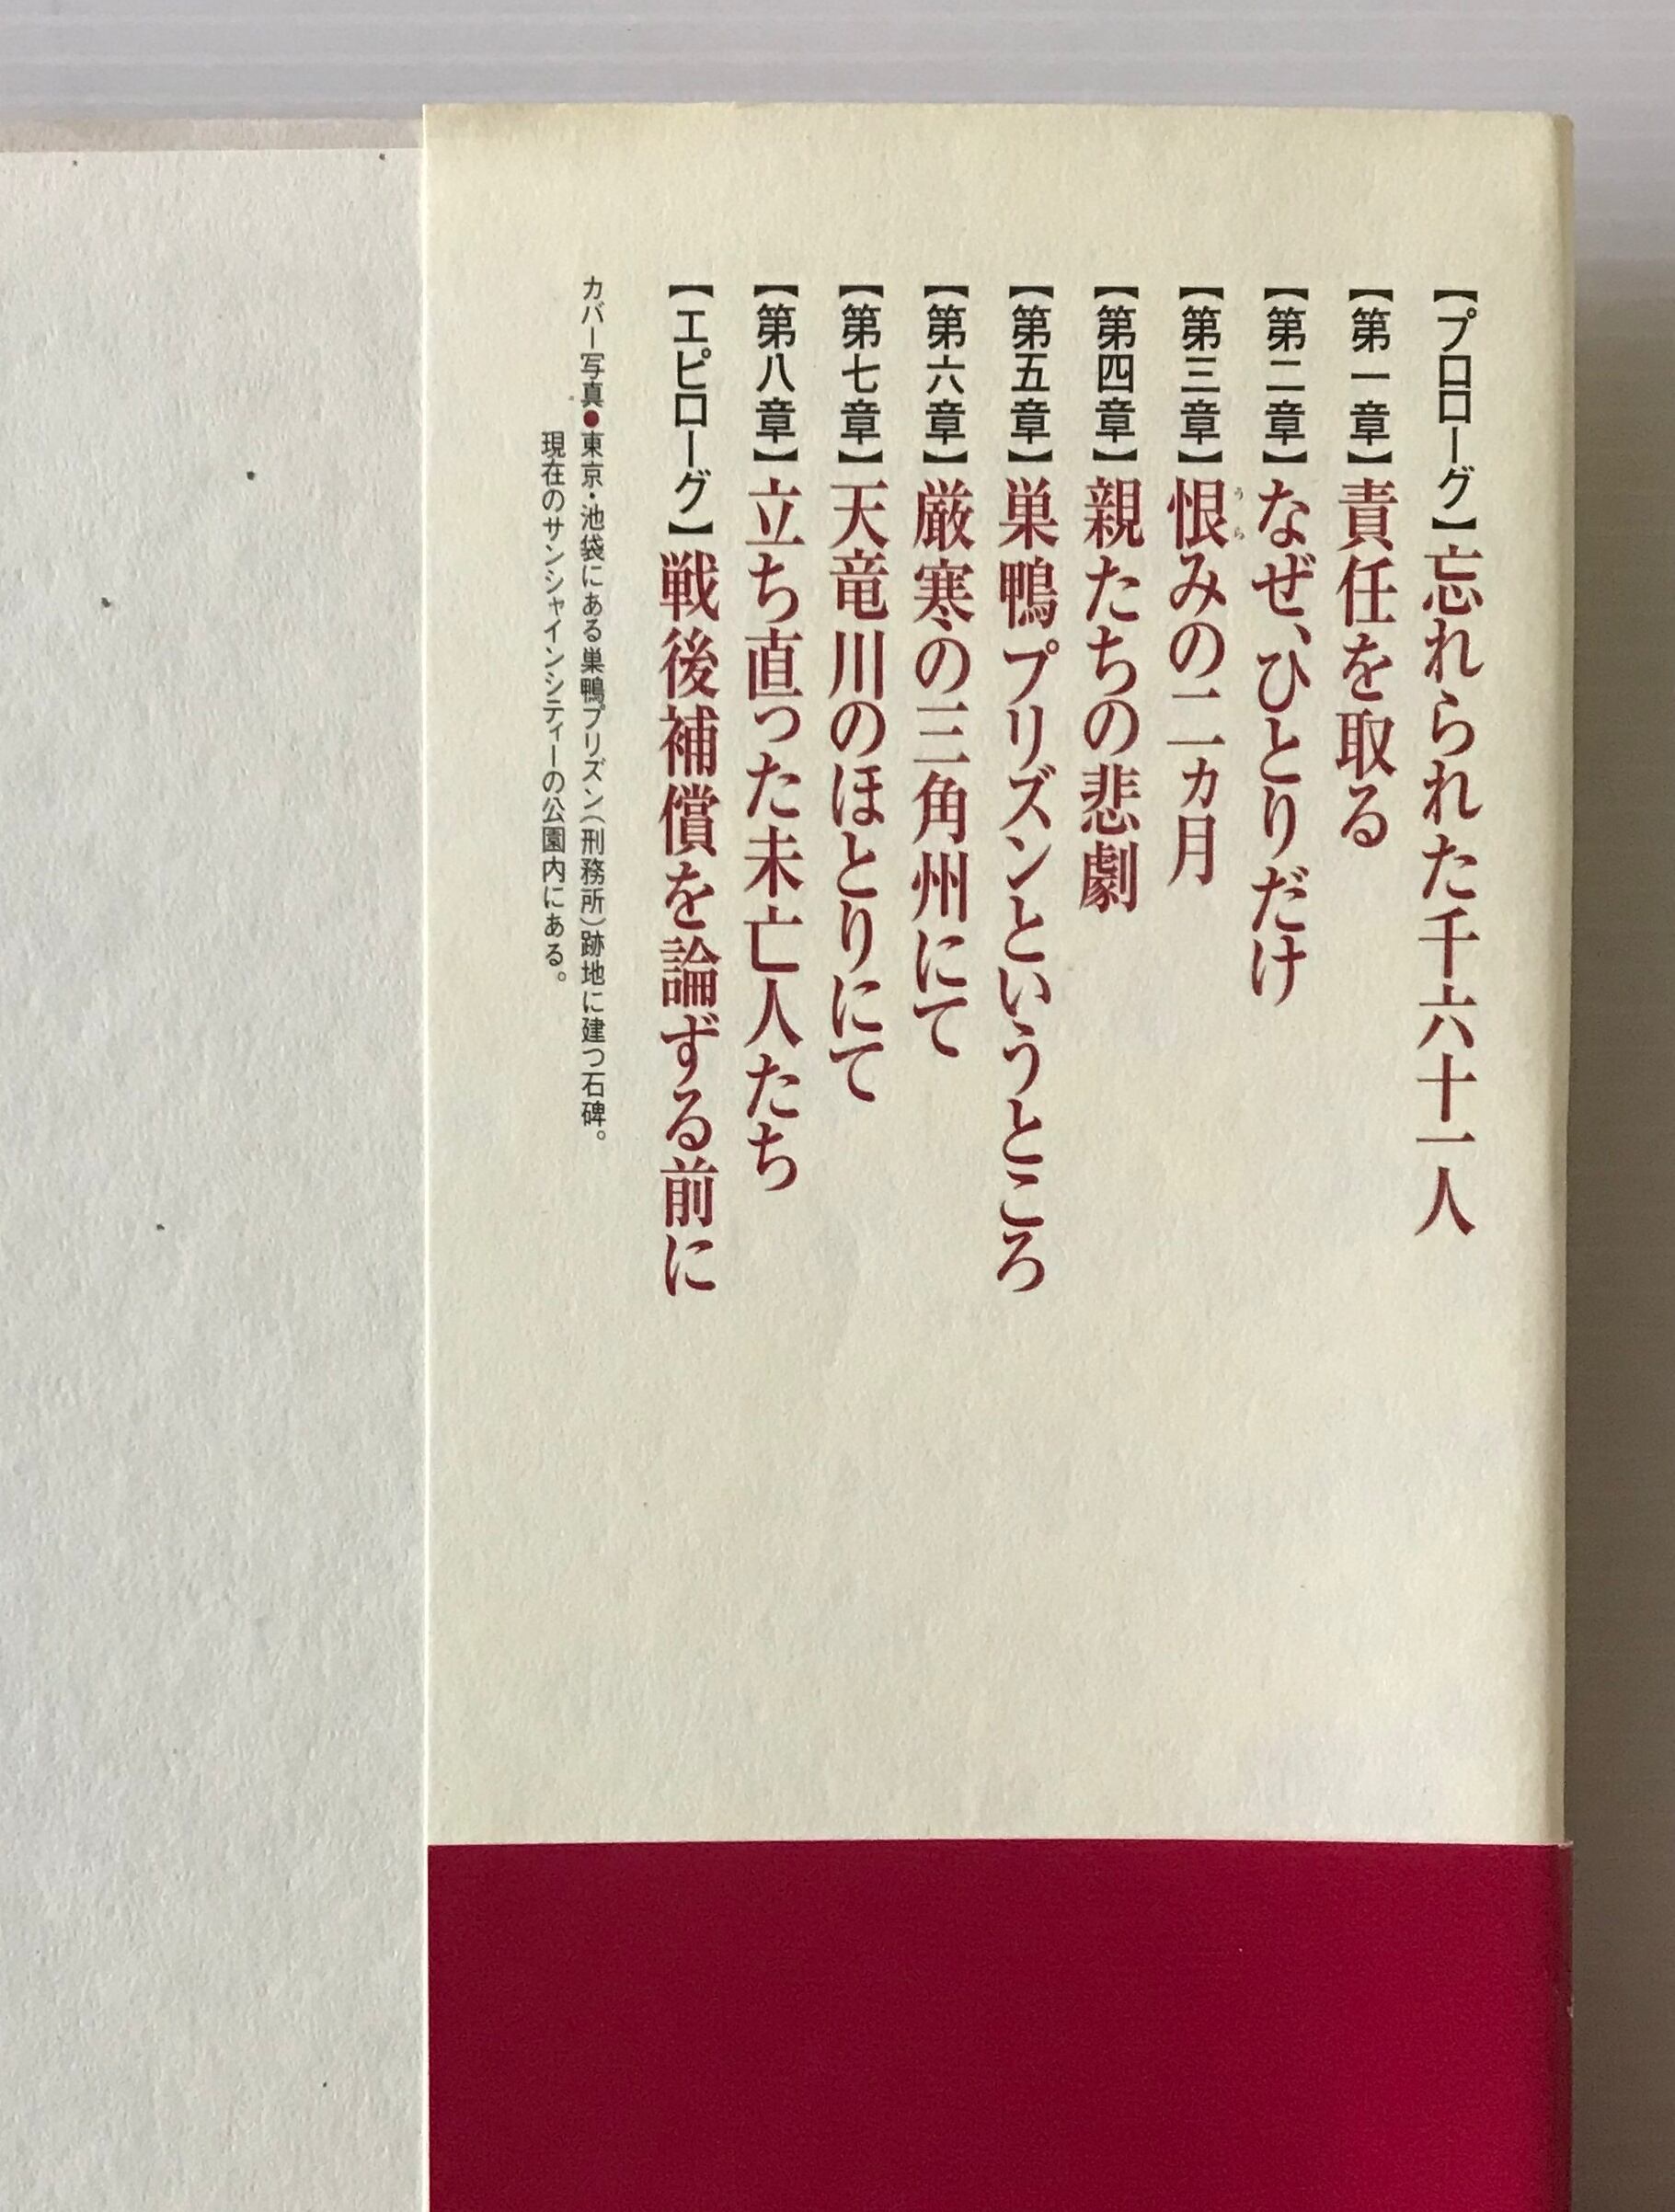 【プロローグ】忘れられた千六十一人
【第一章】責任を取る
【第二章】なぜ、ひとりだけ
【第三章】恨みの二ヵ月
うら
【第四章】親たちの悲劇
【第五章】巣鴨プリズンというところ
【第六章】厳寒の三角州にて
【第七章】天竜川のほとりにて
【第八章】立ち直った未亡人たち
【エピローグ】戦後補償を論ずる前に
カバー写真●東京・池袋にある巣鴨プリズン(刑務所)跡地に建つ石碑。
現在のサンシャインシティーの公園内にある。